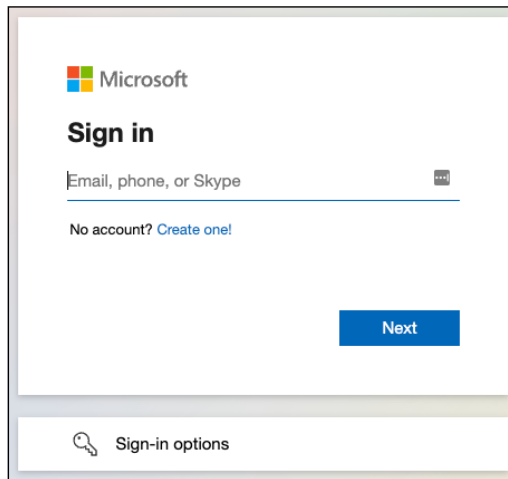 Microsoft
Sign in
Email, phone, or Skype
No account? Create one!
Next
Sign-in options